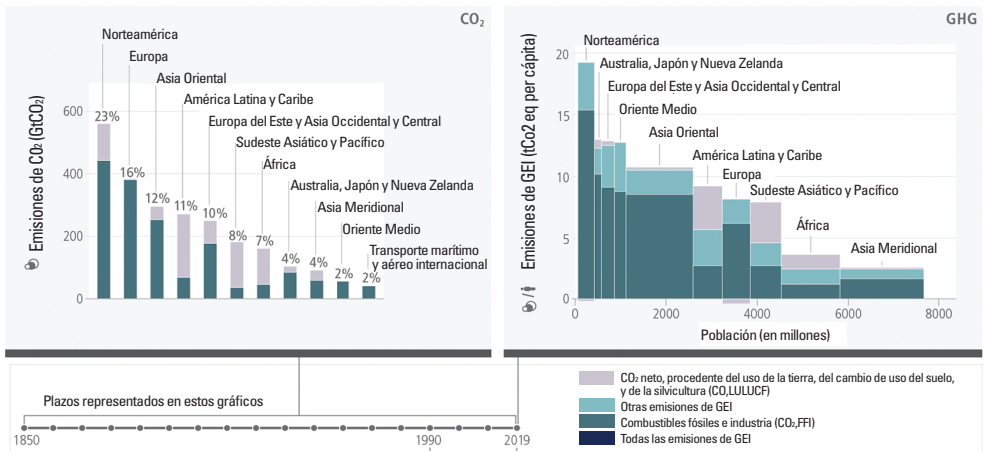 CO₂
Norteamérica
Europa
Asia Oriental
América Latina y Caribe
Europa del Este y Asia Occidental y Central
Sudeste Asiático y Pacífico
África
Australia, Japón y Nueva Zelanda
Asia Meridional
Oriente Medio
Transporte marítimo
y aéreo internacional
Emisiones de CO₂ (GtCO₂)
600
400
200
0
23%
16%
12%
11%
10%
8%
7%
4%
4%
2%
2%
GHG
Norteamérica
Australia, Japón y Nueva Zelanda
Europa del Este y Asia Occidental y Central
Oriente Medio
Asia Oriental
América Latina y Caribe
Europa
Sudeste Asiático y Pacífico
África
Asia Meridional
Emisiones de GEI (tCo2 eq per cápita)
20
15
10
5
0
0
2000
4000
6000
8000
Población (en millones)
Plazos representados en estos gráficos
1850
1990
2019
CO₂ neto, procedente del uso de la tierra, del cambio de uso del suelo,
y de la silvicultura (CO,LULUCF)
Otras emisiones de GEI
Combustibles fósiles e industria (CO₂,FFI)
Todas las emisiones de GEI